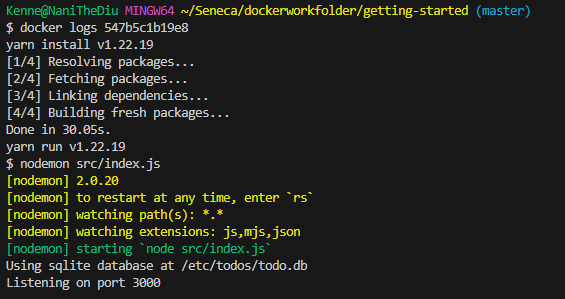 Kenne@NaniTheDiu MINGW64 ~/Seneca/dockerworkfolder/getting-started (master)
$ docker logs 547b5c1b19e8
yarn install v1.22.19
[1/4] Resolving packages...
[2/4] Fetching packages...
[3/4] Linking dependencies...
[4/4] Building fresh packages...
Done in 30.05s.
yarn run v1.22.19
$ nodemon src/index.js
[nodemon] 2.0.20
[nodemon] to restart at any time, enter `rs`
[nodemon] watching path(s): *.*
[nodemon] watching extensions: js,mjs,json
[nodemon] starting `node src/index.js`
Using sqlite database at /etc/todos/todo.db
Listening on port 3000